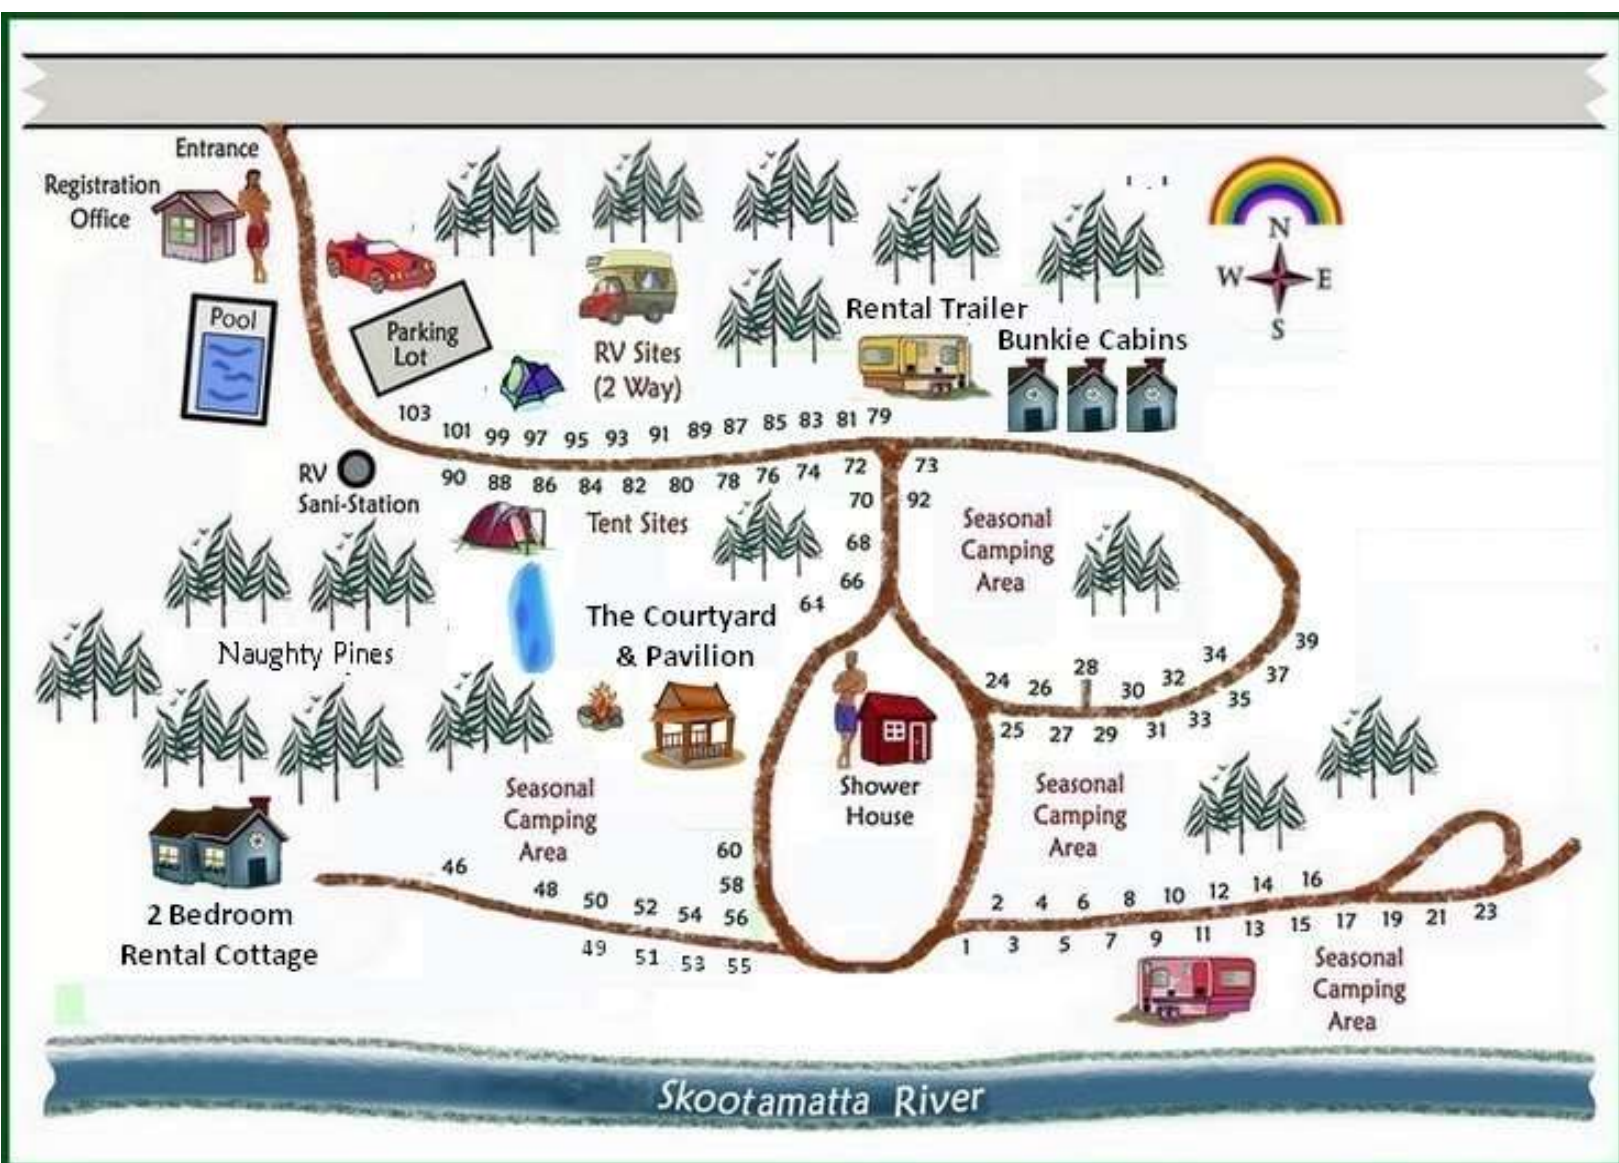 Entrance
Registration
Office
N
W E
S
Pool
Parking
Lot
RV Sites
(2 Way)
Rental Trailer
Bunkie Cabins
103
101 99 97 95 93 91 89 87 85 83 81 79
90 88 86 84 82 80 78 76 74 72 73
70 92
68
66
64
RV
Sani-Station
Tent Sites
Seasonal
Camping
Area
Naughty Pines
The Courtyard
& Pavilion
24 26 28 30 32 34 39
25 27 29 31 33 35 37
Shower
House
Seasonal
Camping
Area
Seasonal
Camping
Area
60
58
46 48 50 52 54 56
49 51 53 55
2 4 6 8 10 12 14 16
1 3 5 7 9 11 13 15 17 19 21 23
2 Bedroom
Rental Cottage
Seasonal
Camping
Area
Skootamatta River